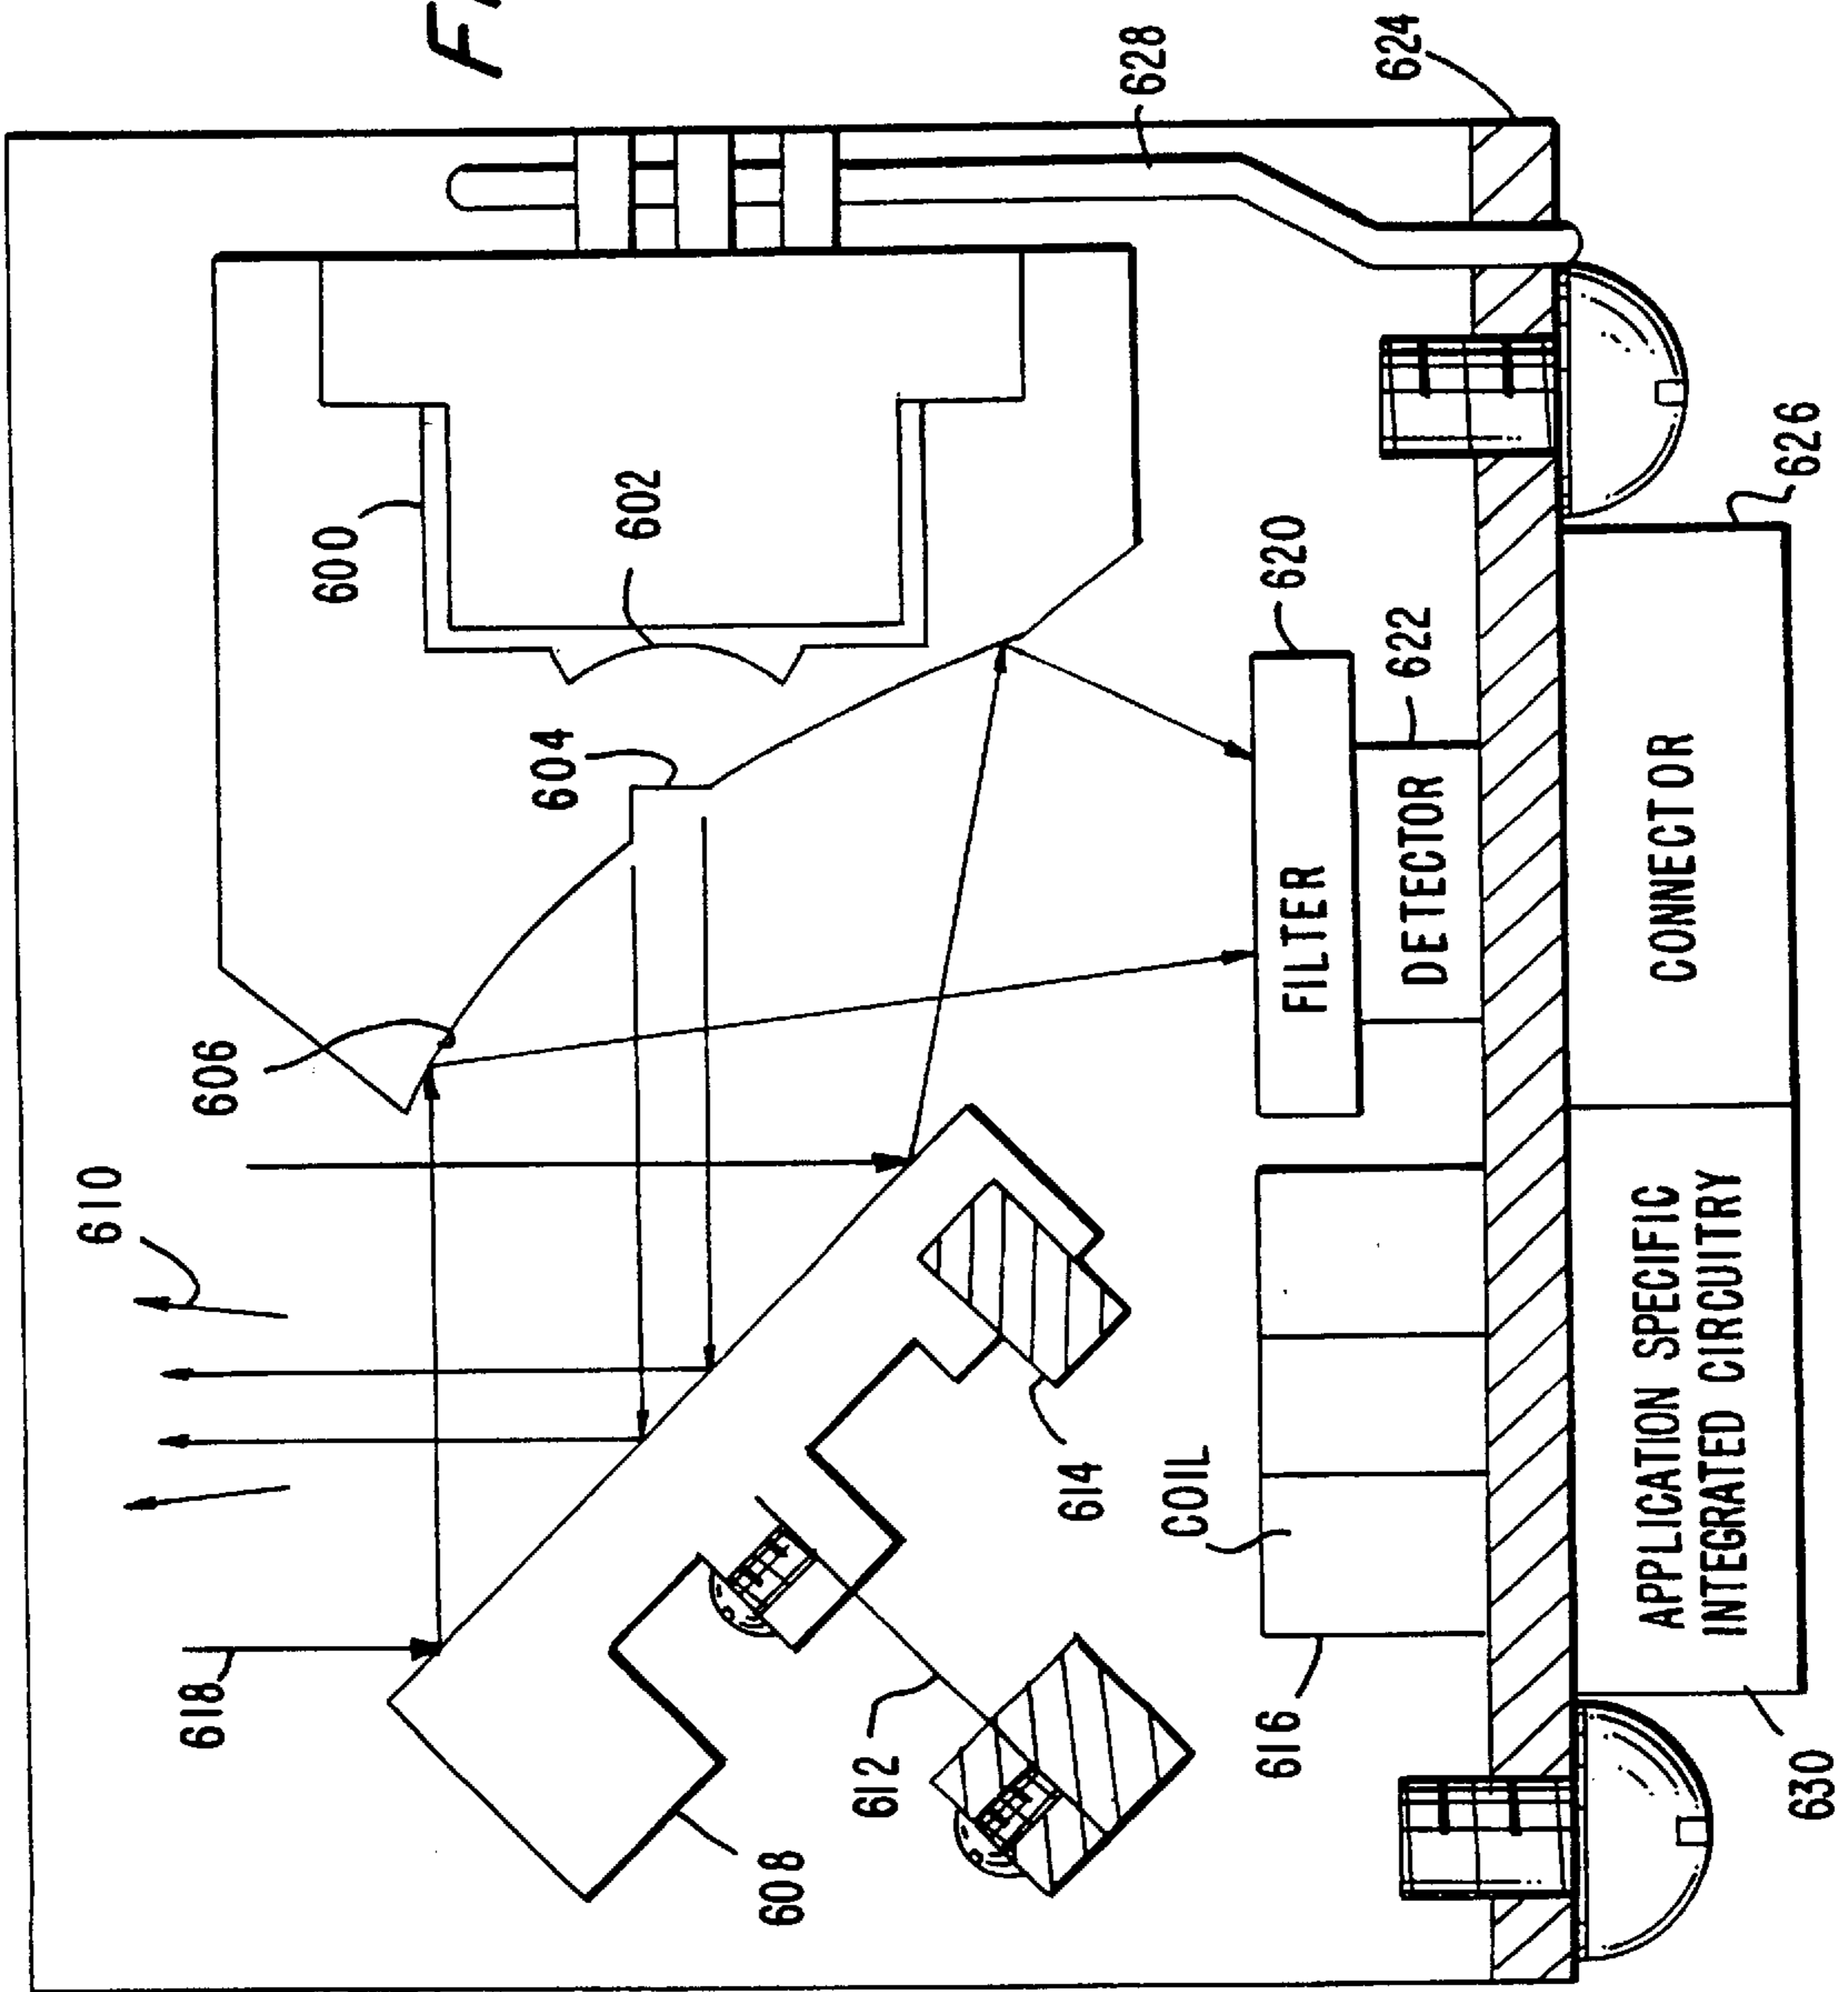 610
618
606
600
F
604
602
608
612
614
628
COIL
616
620
FILTER
624
622
DETECTOR
APPLICATION SPECIFIC
INTEGRATED CIRCUITRY
CONNECTOR
630
626